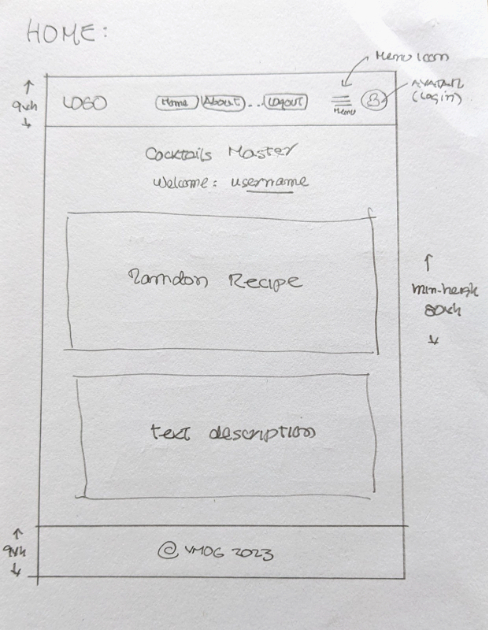 HOME:
Menu icon
AVATAR
(Login)
9vh
LOGO
Home About ... Logout
Menu
Cocktails Master
Welcome: username
Ramdon Recipe
min-heigh
80vh
text description
9vh
@ VMOG 2023